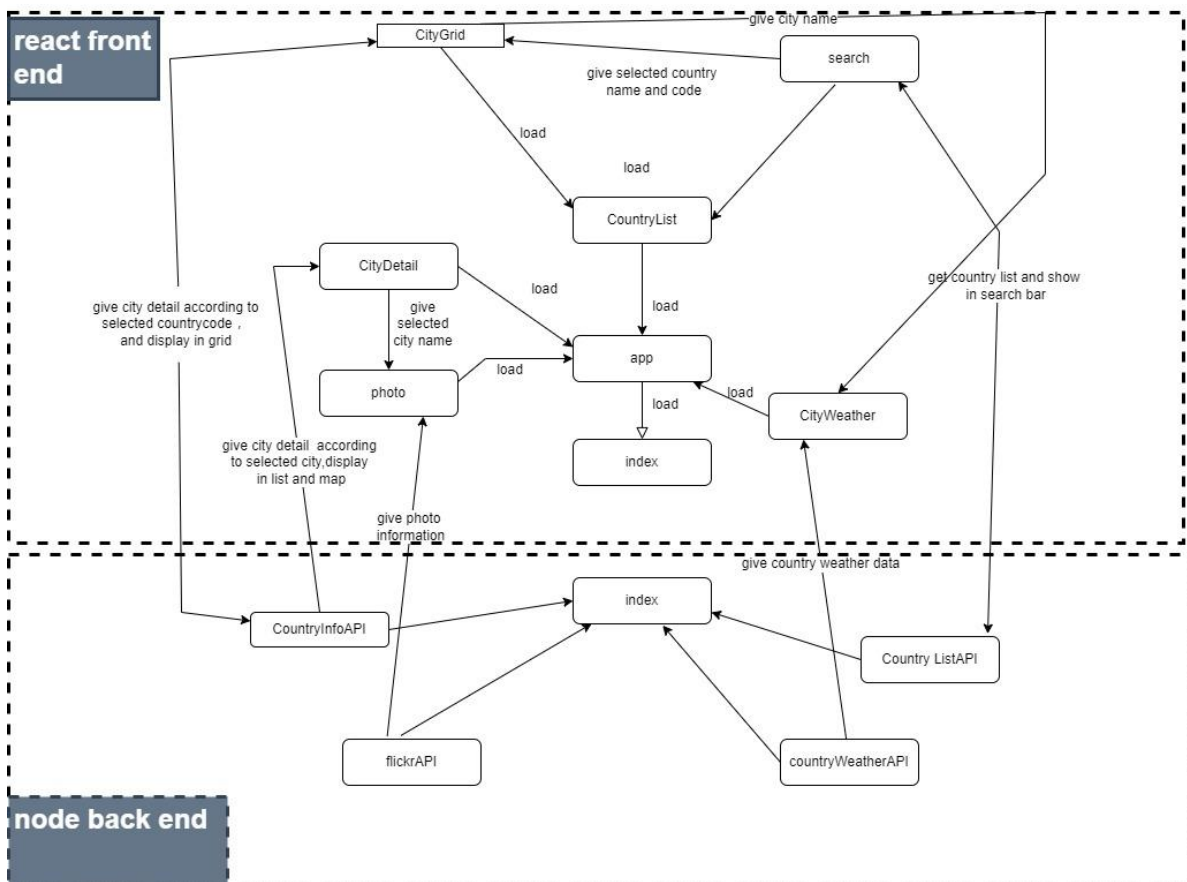 give city name
react front
end
CityGrid
search
give selected country
name and code
load
load
CountryList
CityDetail
load
get country list and show
in search bar
give city detail according to
selected countrycode ,
and display in grid
give
selected
city name
load
app
load
photo
load
load
CityWeather
give city detail according
to selected city,display
in list and map
index
give photo
information
give country weather data
index
CountryInfoAPI
Country ListAPI
flickrAPI
countryWeatherAPI
node back end